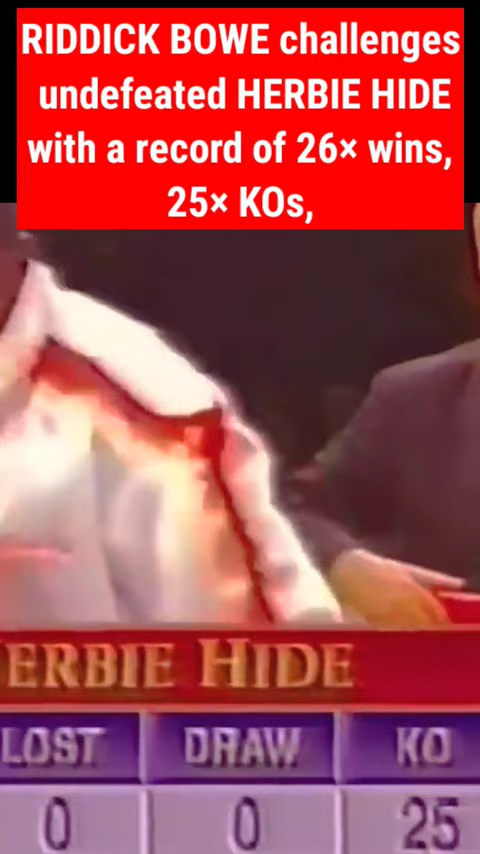 RIDDICK BOWE challenges
undefeated HERBIE HIDE
with a record of 26× wins,
25× KOs,
ERBIE HIDE
LOST DRAW KO
0 0 25